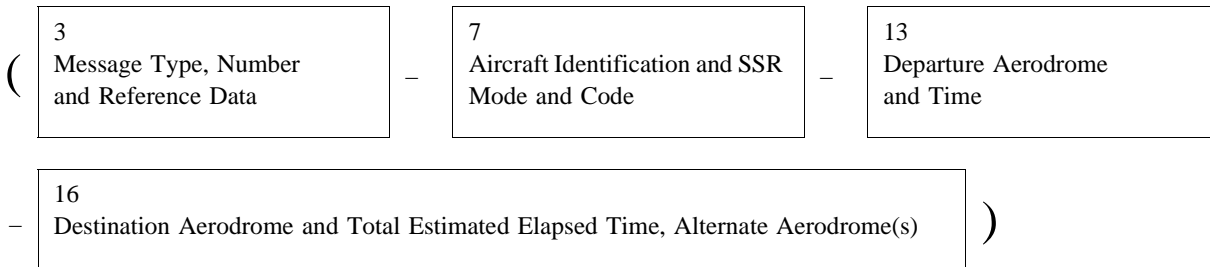 3
Message Type, Number
and Reference Data
7
Aircraft Identification and SSR
Mode and Code
13
Departure Aerodrome
and Time
16
Destination Aerodrome and Total Estimated Elapsed Time, Alternate Aerodrome(s)
( – –
– )